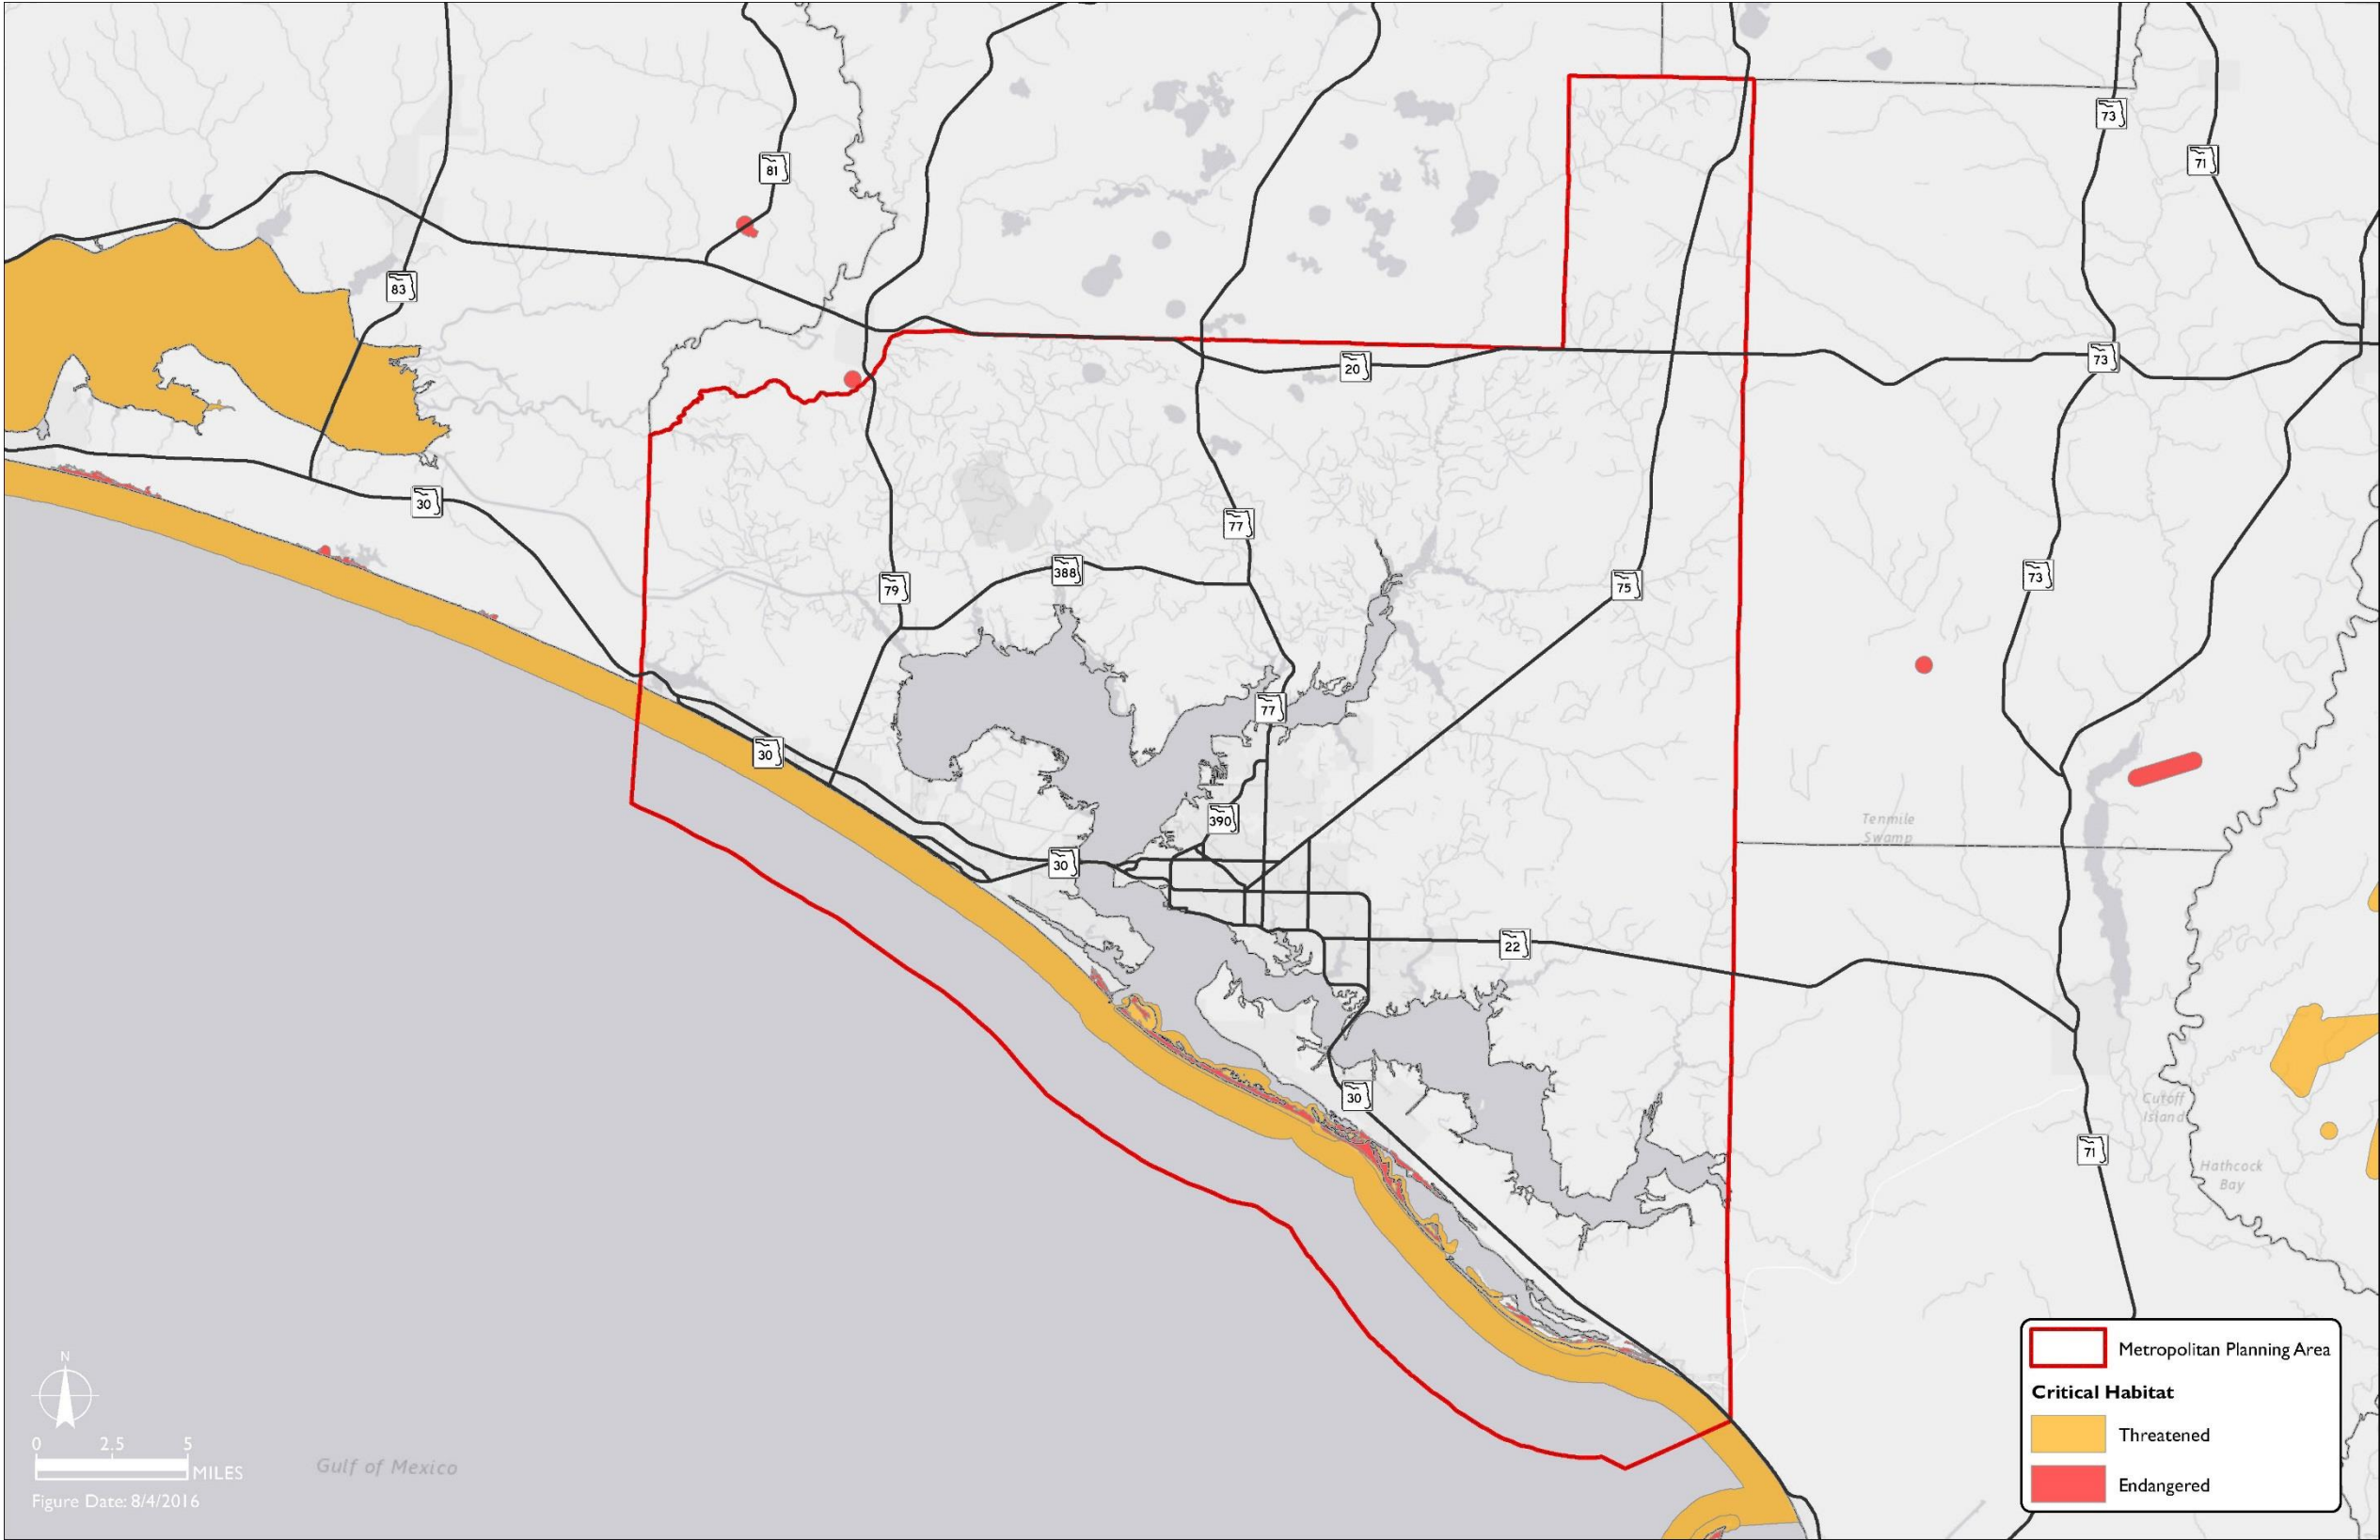 73
71
81
83
20
73
30
77
388
79
75
73
77
30
390
Tenmile
Swamp
30
22
30
Cutoff
Island
71
Hathcock
Bay
N
0 2.5 5
MILES
Gulf of Mexico
Figure Date: 8/4/2016
Metropolitan Planning Area
Critical Habitat
Threatened
Endangered